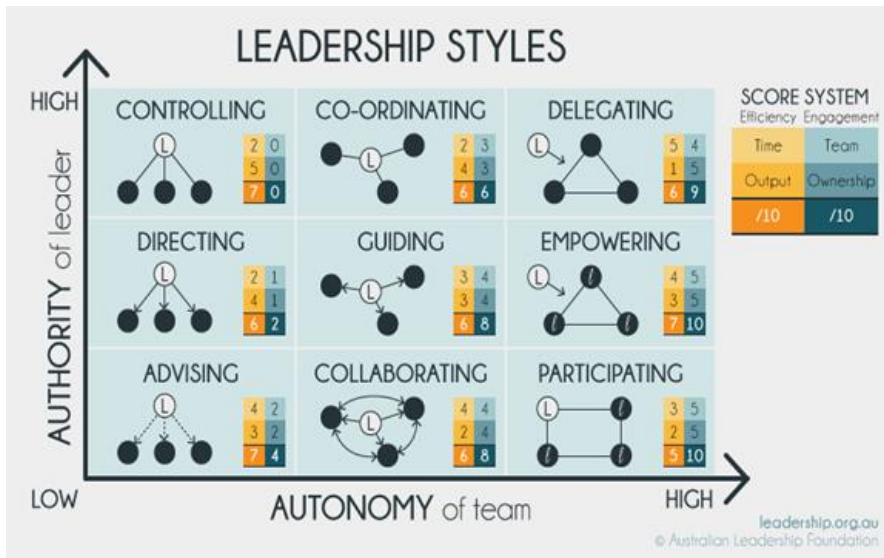 LEADERSHIP STYLES
HIGH
AUTHORITY of leader
LOW
CONTROLLING
L
2 0
5 0
7 0
CO-ORDINATING
L
2 3
4 3
6 6
DELEGATING
L
5 4
1 5
6 9
DIRECTING
L
2 1
4 1
6 2
GUIDING
L
3 4
3 4
6 8
EMPOWERING
L
l
l
l
4 5
3 5
7 10
ADVISING
L
4 2
3 2
7 4
COLLABORATING
L
4 4
2 4
6 8
PARTICIPATING
L
l
l
l
3 5
2 5
5 10
SCORE SYSTEM
Efficiency Engagement
Time Team
Output Ownership
/10 /10
AUTONOMY of team
HIGH
leadership.org.au
© Australian Leadership Foundation